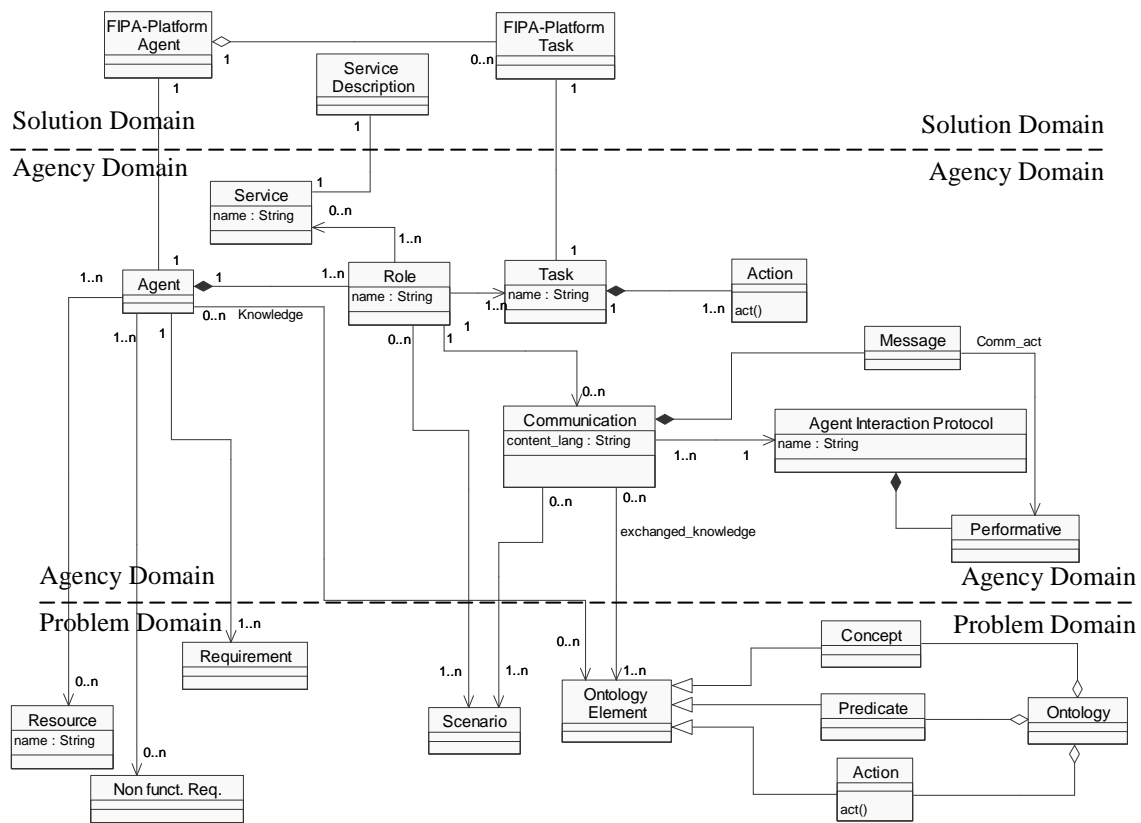 FIPA-Platform
Agent
FIPA-Platform
Task
1
0..n
1
1
Service
Description
1
Solution Domain
Solution Domain
1
Agency Domain
Agency Domain
Service
name : String
1
0..n
1..n
1
1
1..n
Agent
1
1..n
Role
name : String
Task
name : String
1..n
1
Action
act()
1..n
0..n
Knowledge
1..n
1
0..n
1
1
Message
Comm_act
0..n
Communication
content_lang : String
1..n
1
Agent Interaction Protocol
name : String
0..n
0..n
exchanged_knowledge
Performative
Agency Domain
Agency Domain
Problem Domain
Problem Domain
1..n
Requirement
0..n
1..n
1..n
0..n
1..n
Concept
Resource
name : String
Scenario
Ontology
Element
Predicate
Ontology
0..n
Non funct. Req.
Action
act()